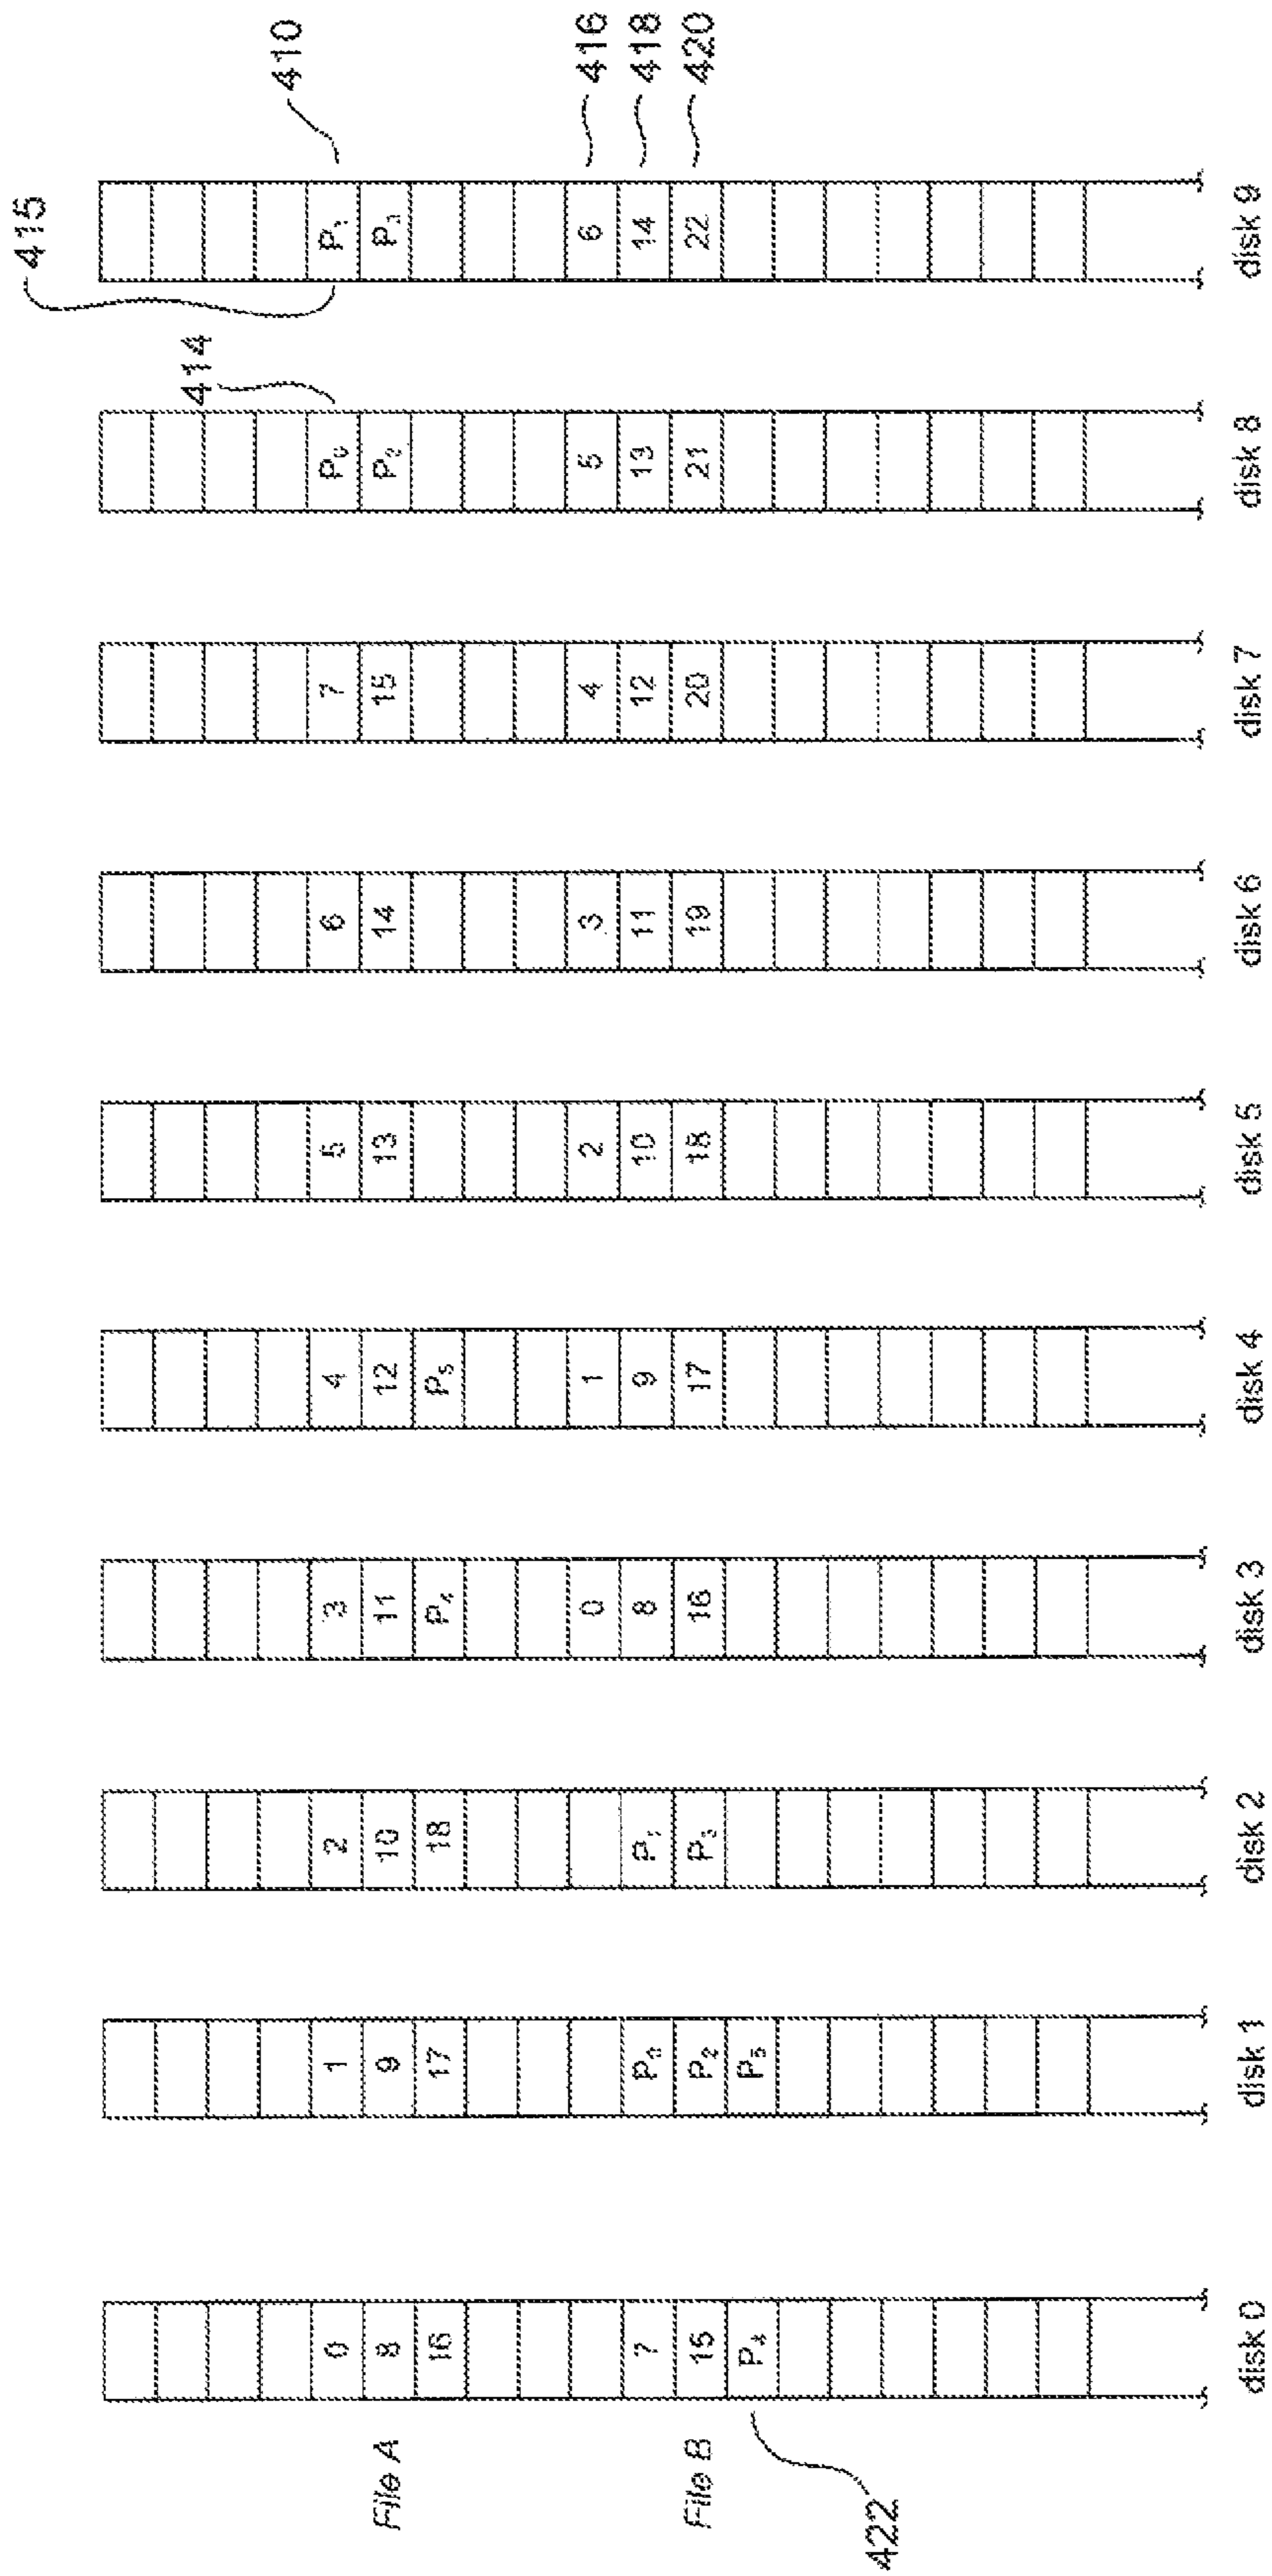 415
414
410
0 1 2 3 4 5 6 7 P₀ P₁
File A 8 9 10 11 12 13 14 15 P₂ P₃
16 17 18 P₄ P₅
0 1 2 3 4 5 6 416
7 P₀ P₁ 8 9 10 11 12 13 14 418
File B 15 P₂ P₃ 16 17 18 19 20 21 22 420
P₄ P₅
422
disk 0 disk 1 disk 2 disk 3 disk 4 disk 5 disk 6 disk 7 disk 8 disk 9